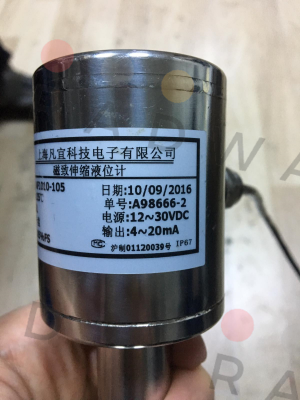 上海凡宜科技电子有限公司
磁致伸缩液位计
1010-105
日期:10/09/2016
单号:A98666-2
电源:12~30VDC
输出:4~20mA
沪制01120039号 IP67